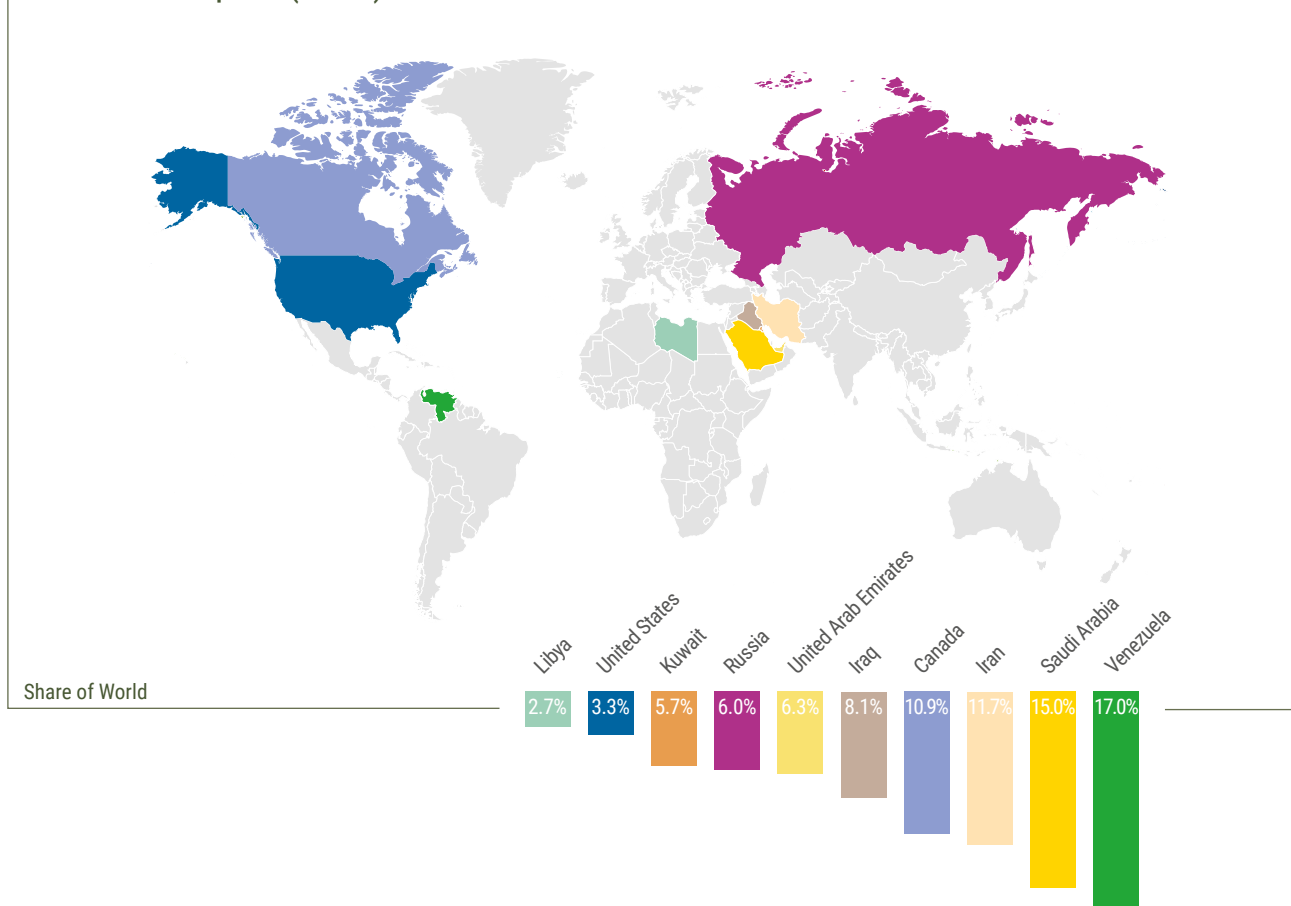 Libya
United States
Kuwait
Russia
United Arab Emirates
Iraq
Canada
Iran
Saudi Arabia
Venezuela
Share of World
2.7%
3.3%
5.7%
6.0%
6.3%
8.1%
10.9%
11.7%
15.0%
17.0%